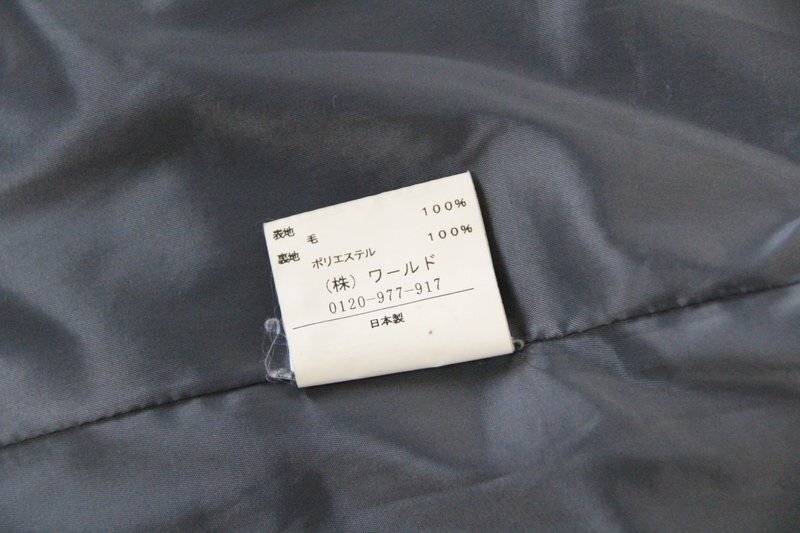 表地 毛 100%
裏地 ポリエステル 100%
(株) ワールド
0120-977-917
日本製